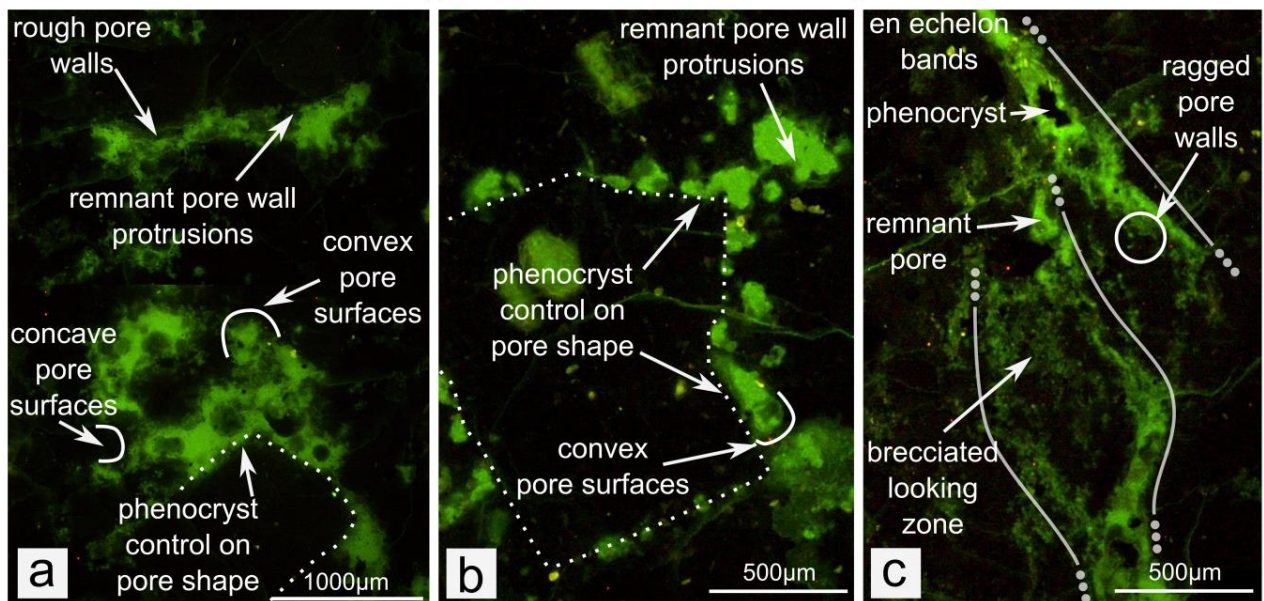 rough pore
walls
remnant pore wall
protrusions
convex
pore
surfaces
concave
pore
surfaces
phenocryst
control on
pore shape
a
1000µm
remnant pore wall
protrusions
phenocryst
control on
pore shape
convex
pore surfaces
b
500µm
en echelon
bands
phenocryst
ragged
pore
walls
remnant
pore
brecciated
looking
zone
c
500µm